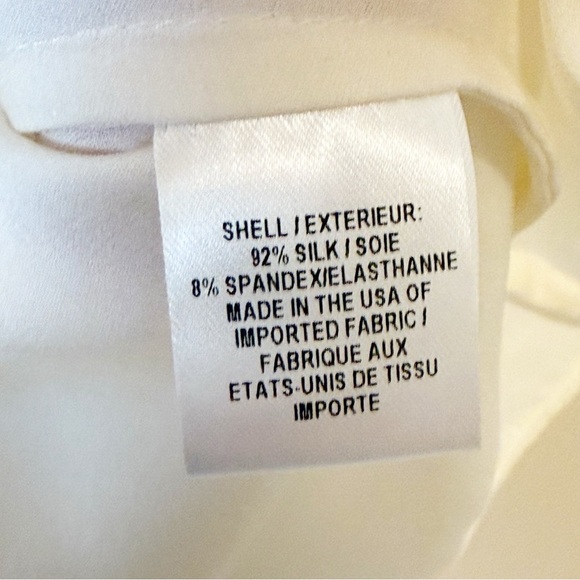 SHELL / EXTERIEUR:
92% SILK / SOIE
8% SPANDEX/ELASTHANNE
MADE IN THE USA OF
IMPORTED FABRIC /
FABRIQUE AUX
ETATS-UNIS DE TISSU
IMPORTE